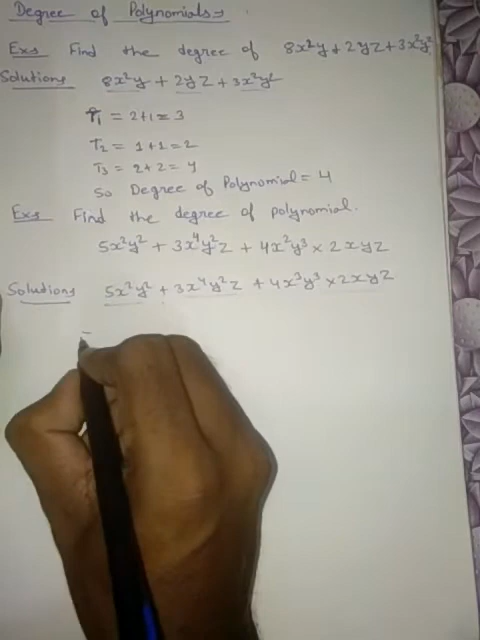 Degree of Polynomials
Ex: Find the degree of 8x²y + 2yz + 3x²y².
Solution: 8x²y + 2yz + 3x²y²
T₁ = 2+1 = 3
T₂ = 1+1 = 2
T₃ = 2+2 = 4
So Degree of Polynomial = 4
Ex: Find the degree of polynomial.
5x²y² + 3x⁴y²z + 4x²y³ × 2xyz
Solution: 5x²y² + 3x⁴y²z + 4x³y³ × 2xyz